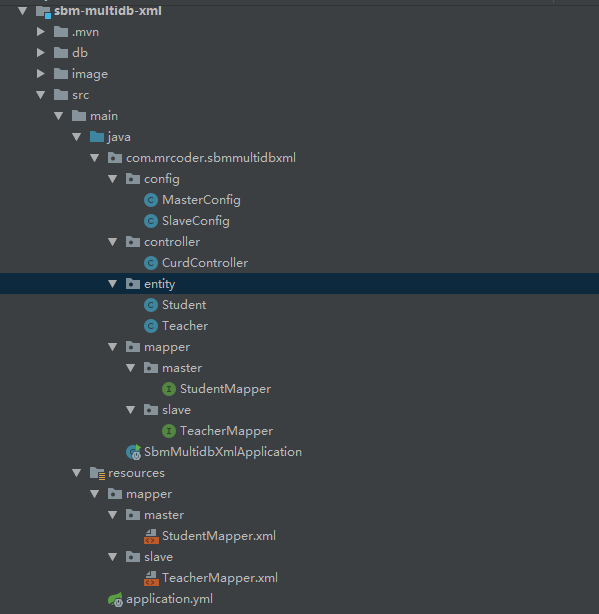 sbm-multidb-xml
.mvn
db
image
src
main
java
com.mrcoder.sbmmultidbxml
config
MasterConfig
SlaveConfig
controller
CurdController
entity
Student
Teacher
mapper
master
StudentMapper
slave
TeacherMapper
SbmMultidbXmlApplication
resources
mapper
master
StudentMapper.xml
slave
TeacherMapper.xml
application.yml